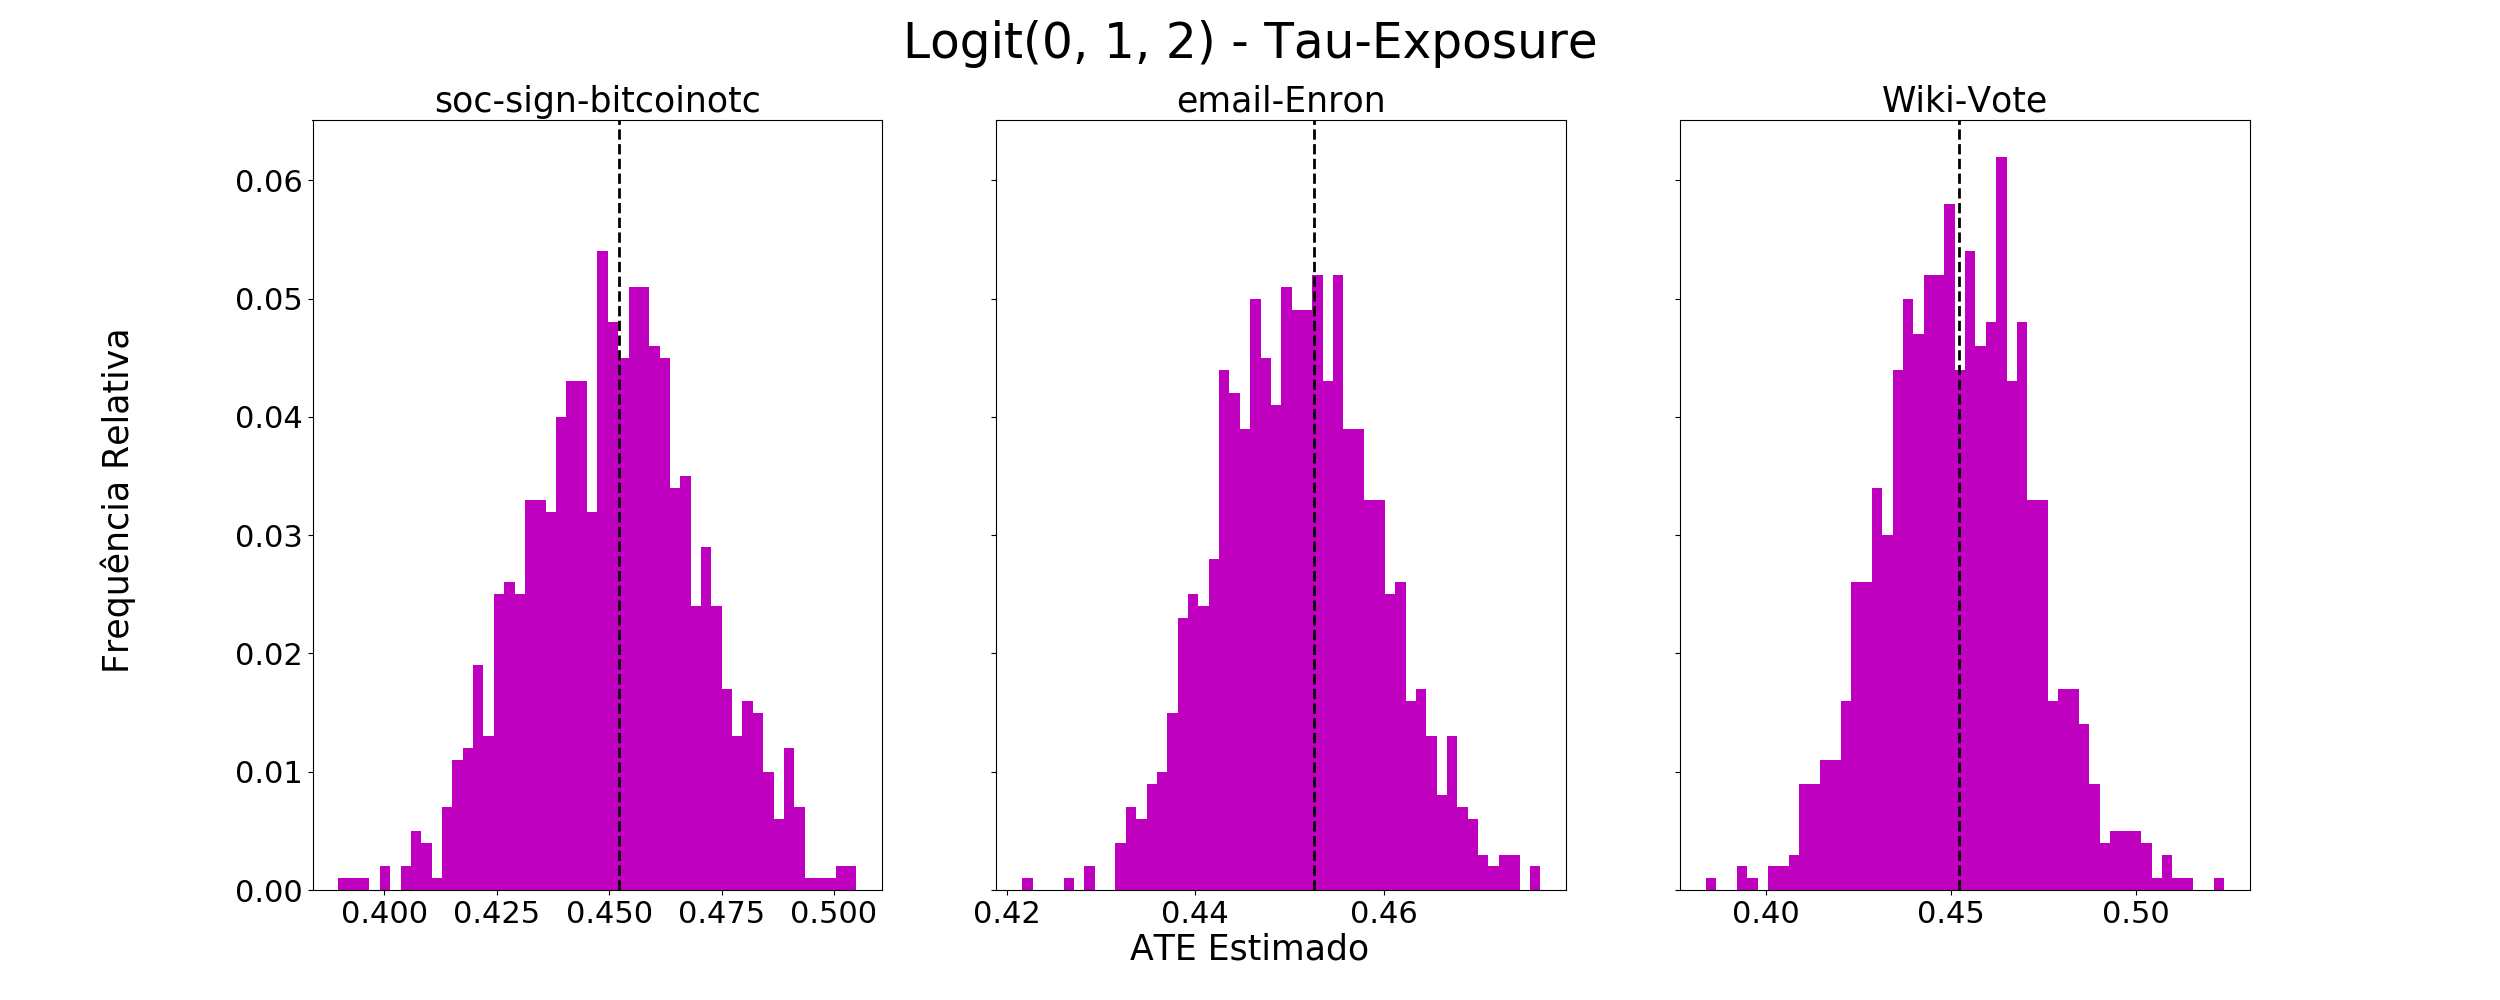 Logit(0, 1, 2) - Tau-Exposure
soc-sign-bitcoinotc
email-Enron
Wiki-Vote
Frequência Relativa
0.06
0.05
0.04
0.03
0.02
0.01
0.00
0.400 0.425 0.450 0.475 0.500
0.42 0.44 0.46
0.40 0.45 0.50
ATE Estimado